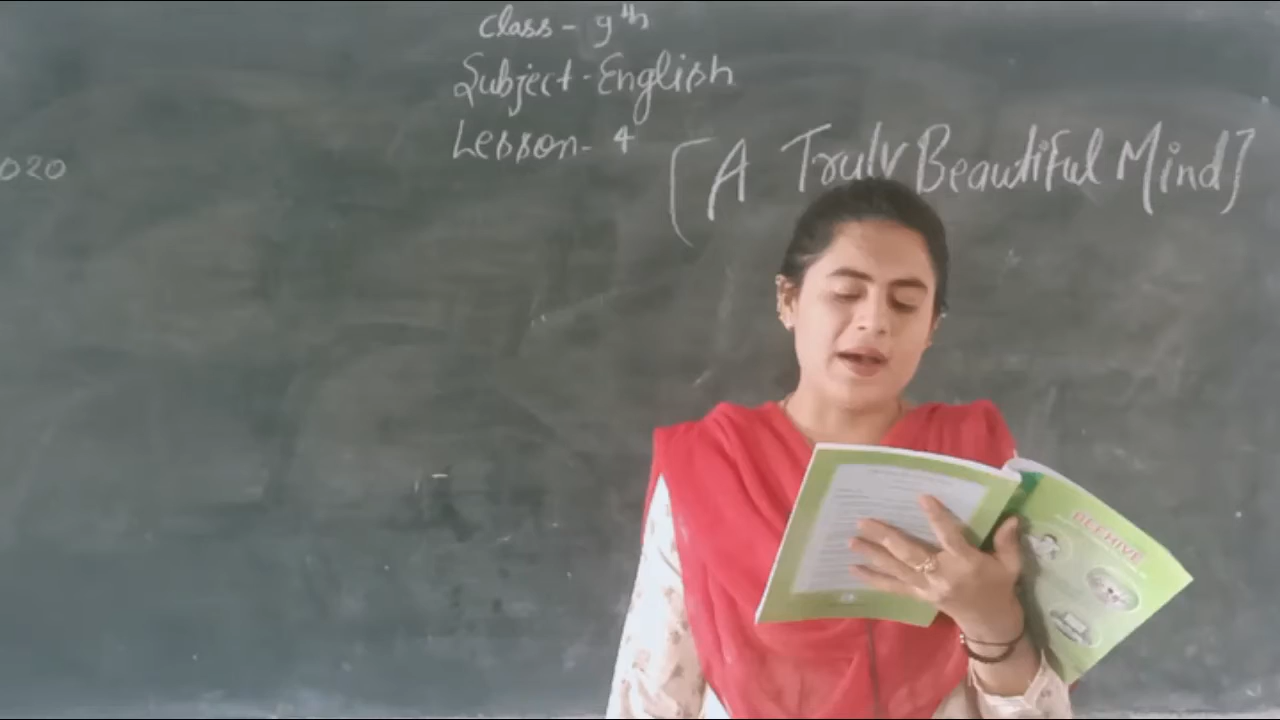 Class - 9th
Subject - English
Lesson - 4
[A Truly Beautiful Mind]
020
BEEHIVE